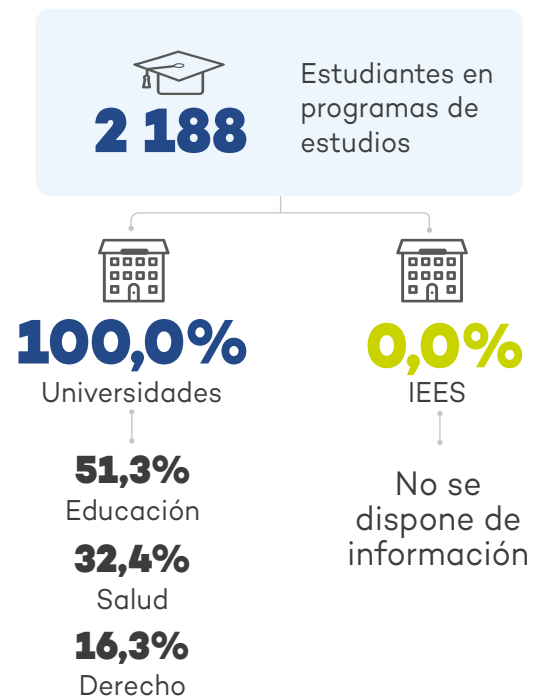 2 188
Estudiantes en
programas de
estudios
100,0%
Universidades
51,3%
Educación
32,4%
Salud
16,3%
Derecho
0,0%
IEES
No se
dispone de
información